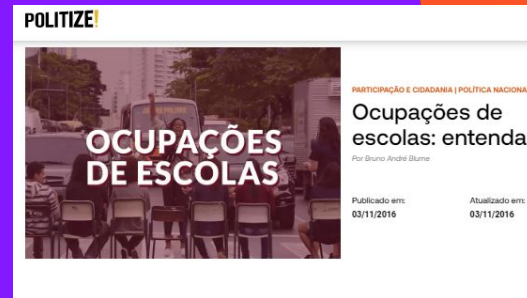 POLITIZE!
OCUPAÇÕES
DE ESCOLAS
PARTICIPAÇÃO E CIDADANIA | POLÍTICA NACIONA
Ocupações de
escolas: entenda
Por Bruno André Blume
Publicado em:
03/11/2016
Atualizado em:
03/11/2016